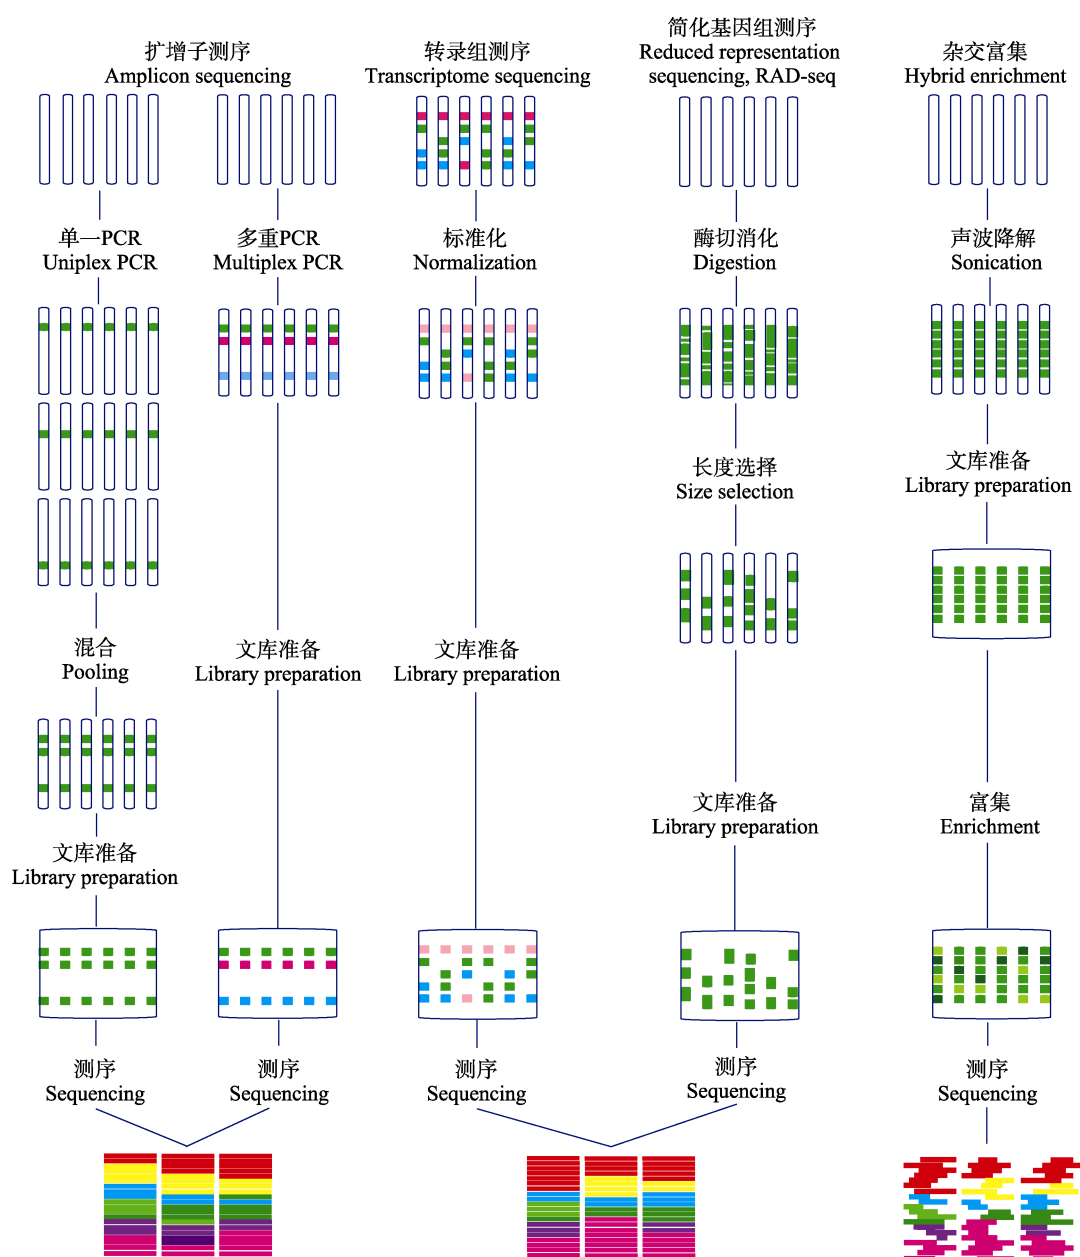 扩增子测序
Amplicon sequencing
转录组测序
Transcriptome sequencing
简化基因组测序
Reduced representation
sequencing, RAD-seq
杂交富集
Hybrid enrichment
单一PCR
Uniplex PCR
多重PCR
Multiplex PCR
标准化
Normalization
酶切消化
Digestion
声波降解
Sonication
长度选择
Size selection
文库准备
Library preparation
混合
Pooling
文库准备
Library preparation
文库准备
Library preparation
文库准备
Library preparation
富集
Enrichment
文库准备
Library preparation
测序
Sequencing
测序
Sequencing
测序
Sequencing
测序
Sequencing
测序
Sequencing